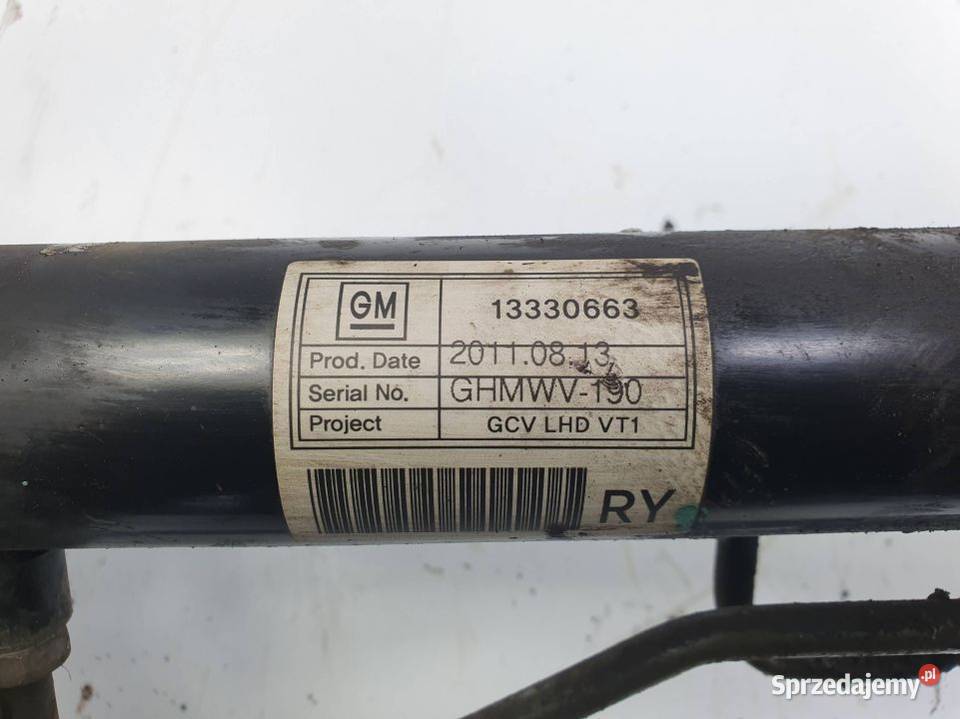 GM 13330663
Prod. Date 2011.08.13
Serial No. GHMWV-190
Project GCV LHD VT1
RY
Sprzedajemy.pl